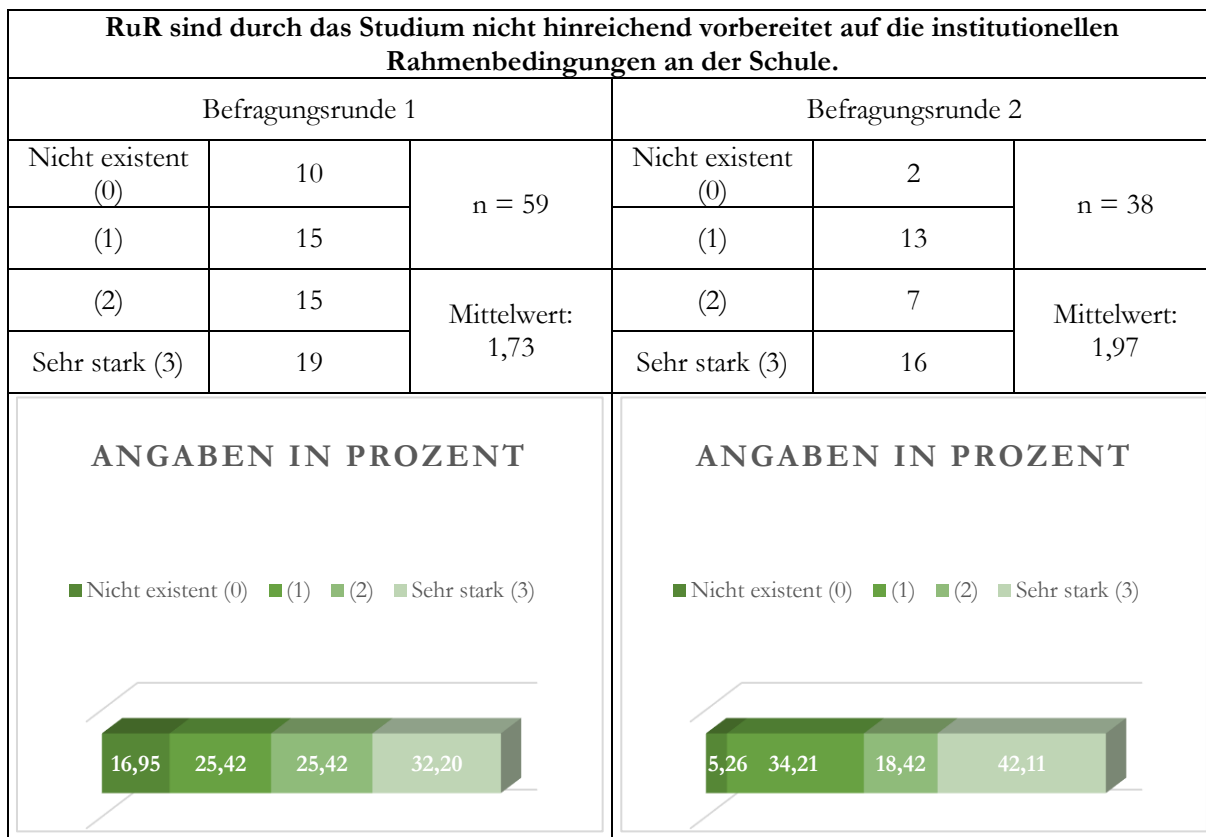 RuR sind durch das Studium nicht hinreichend vorbereitet auf die institutionellen
Rahmenbedingungen an der Schule.
Befragungsrunde 1
Befragungsrunde 2
Nicht existent
(0)
10
n = 59
Nicht existent
(0)
2
n = 38
(1)
15
(1)
13
(2)
15
Mittelwert:
1,73
(2)
7
Mittelwert:
1,97
Sehr stark (3)
19
Sehr stark (3)
16
ANGABEN IN PROZENT
Nicht existent (0) (1) (2) Sehr stark (3)
16,95 25,42 25,42 32,20
ANGABEN IN PROZENT
Nicht existent (0) (1) (2) Sehr stark (3)
5,26 34,21 18,42 42,11